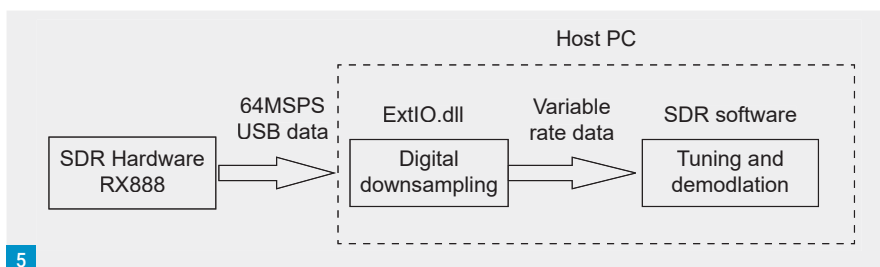 Host PC
64MSPS
USB data
ExtIO.dll
Variable
rate data
SDR software
SDR Hardware
RX888
Digital
downsampling
Tuning and
demodlation
5